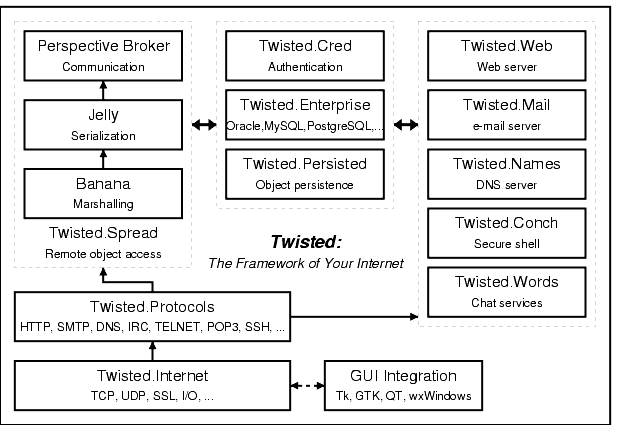 Perspective Broker
Communication
Jelly
Serialization
Banana
Marshalling
Twisted.Spread
Remote object access
Twisted.Cred
Authentication
Twisted.Enterprise
Oracle,MySQL,PostgreSQL,...
Twisted.Persisted
Object persistence
Twisted.Web
Web server
Twisted.Mail
e-mail server
Twisted.Names
DNS server
Twisted.Conch
Secure shell
Twisted.Words
Chat services
Twisted:
The Framework of Your Internet
Twisted.Protocols
HTTP, SMTP, DNS, IRC, TELNET, POP3, SSH, ...
Twisted.Internet
TCP, UDP, SSL, I/O, ...
GUI Integration
Tk, GTK, QT, wxWindows